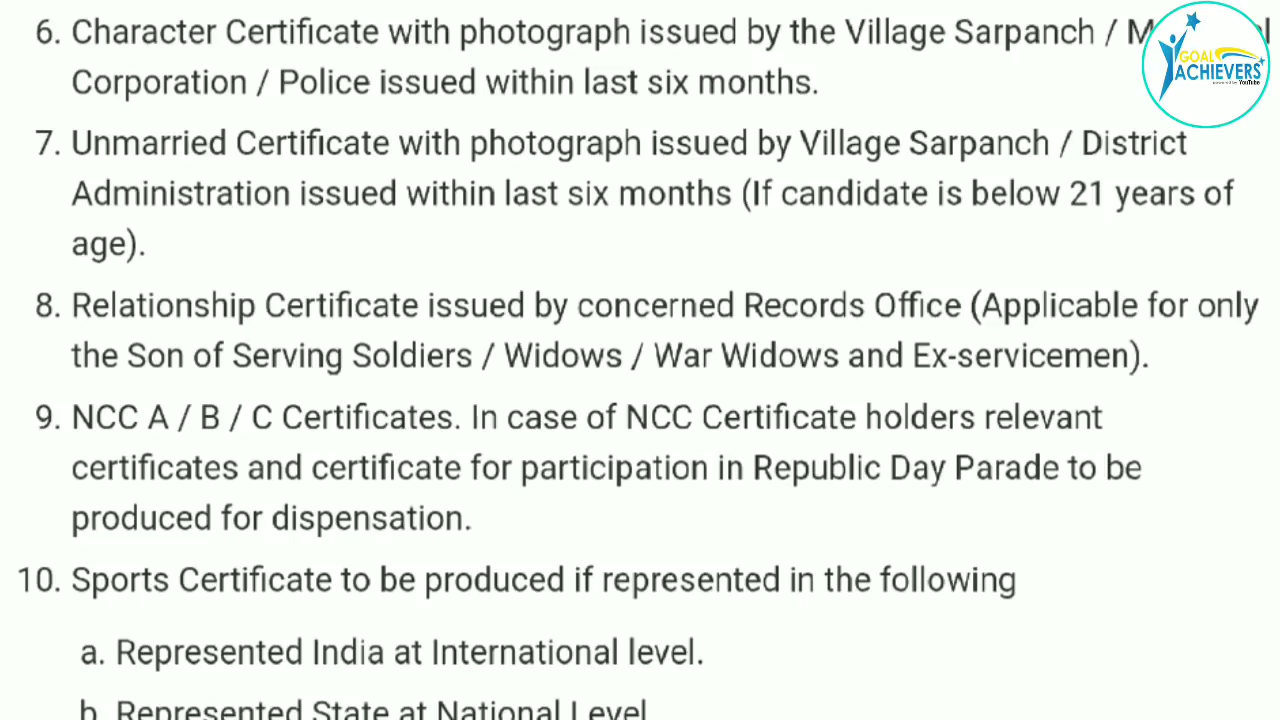 6. Character Certificate with photograph issued by the Village Sarpanch /
Corporation / Police issued within last six months.
7. Unmarried Certificate with photograph issued by Village Sarpanch / District
Administration issued within last six months (If candidate is below 21 years of
age).
8. Relationship Certificate issued by concerned Records Office (Applicable for only
the Son of Serving Soldiers / Widows / War Widows and Ex-servicemen).
9. NCC A / B / C Certificates. In case of NCC Certificate holders relevant
certificates and certificate for participation in Republic Day Parade to be
produced for dispensation.
10. Sports Certificate to be produced if represented in the following
a. Represented India at International level.
b. Represented State at National Level
GOAL
ACHIEVERS
powered by YouTube